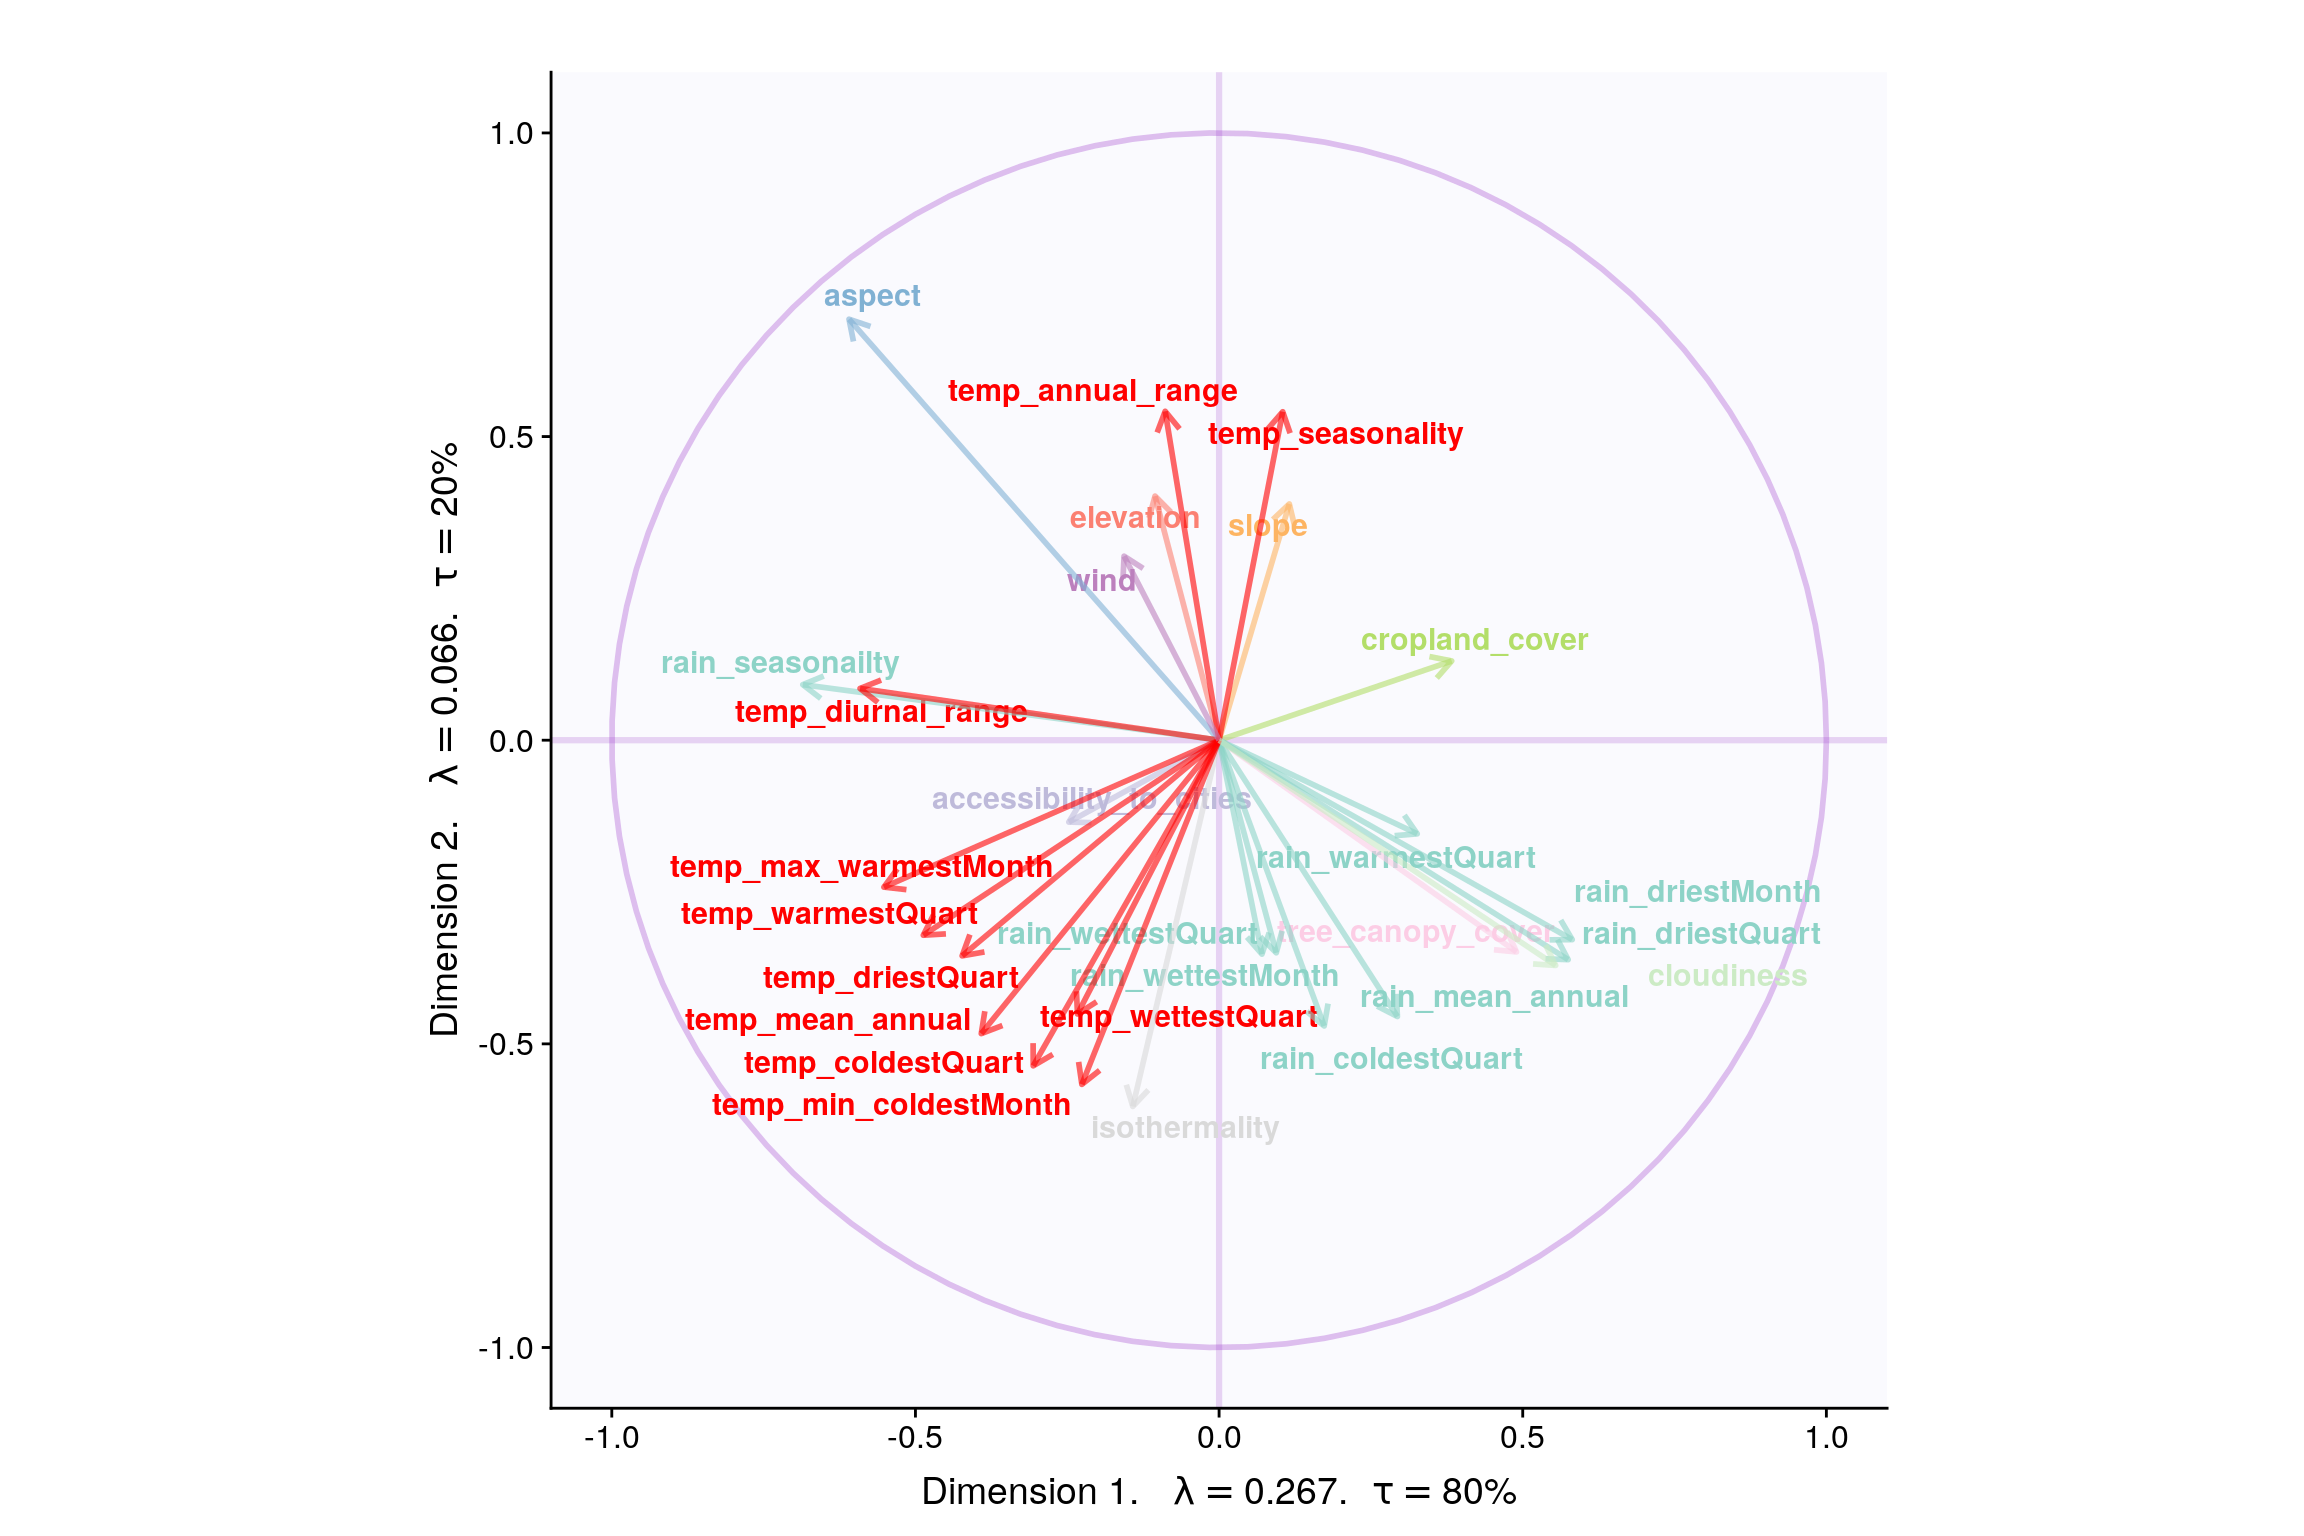 1.0
0.5
0.0
-0.5
-1.0
Dimension 2.   λ = 0.066.   τ = 20%
aspect
temp_annual_range
temp_seasonality
elevation
slope
wind
cropland_cover
rain_seasonailty
temp_diurnal_range
accessibility_to_cities
temp_max_warmestMonth
rain_warmestQuart
rain_driestMonth
temp_warmestQuart
rain_wettestQuart
tree_canopy_cover
rain_driestQuart
temp_driestQuart
rain_wettestMonth
cloudiness
rain_mean_annual
temp_mean_annual
temp_wettestQuart
temp_coldestQuart
rain_coldestQuart
temp_min_coldestMonth
isothermality
-1.0
-0.5
0.0
0.5
1.0
Dimension 1.   λ = 0.267.   τ = 80%